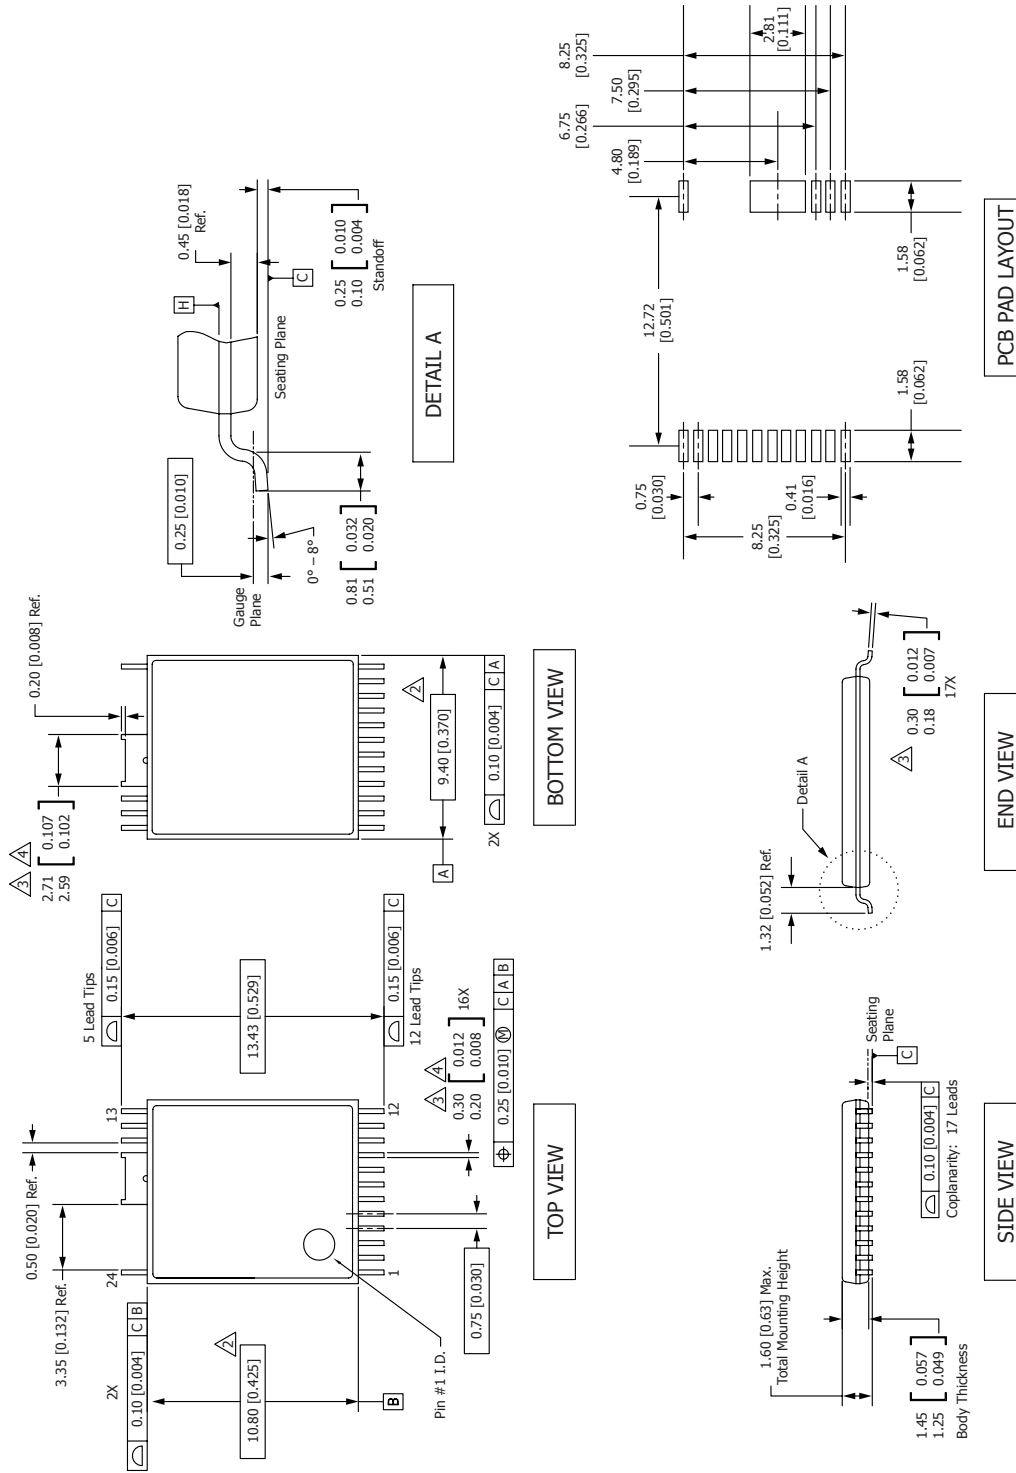 24
13
0.50 [0.020] Ref.
3.35 [0.132] Ref.
2X
0.10 [0.004] C B
2
10.80 [0.425]
B
Pin #1 I.D.
1
12
0.75 [0.030]
5 Lead Tips
0.15 [0.006] C
13.43 [0.529]
0.15 [0.006] C
12 Lead Tips
3 4
0.30 [0.012]
0.20 [0.008]
16X
0.25 [0.010] M C A B
TOP VIEW
3 4
2.71 [0.107]
2.59 [0.102]
0.20 [0.008] Ref.
2
9.40 [0.370]
A
2X
0.10 [0.004] C A
BOTTOM VIEW
Gauge
Plane
0.25 [0.010]
0° – 8°
0.81 [0.032]
0.51 [0.020]
H
0.45 [0.018]
Ref.
Seating Plane
C
0.25 [0.010]
0.10 [0.004]
Standoff
DETAIL A
1.60 [0.63] Max.
Total Mounting Height
1.45 [0.057]
1.25 [0.049]
Body Thickness
Seating
Plane
C
0.10 [0.004] C
Coplanarity: 17 Leads
SIDE VIEW
1.32 [0.052] Ref.
Detail A
3
0.30 [0.012]
0.18 [0.007]
17X
END VIEW
0.75
[0.030]
8.25
[0.325]
0.41
[0.016]
12.72
[0.501]
1.58
[0.062]
4.80
[0.189]
6.75
[0.266]
7.50
[0.295]
8.25
[0.325]
2.81
[0.111]
1.58
[0.062]
PCB PAD LAYOUT